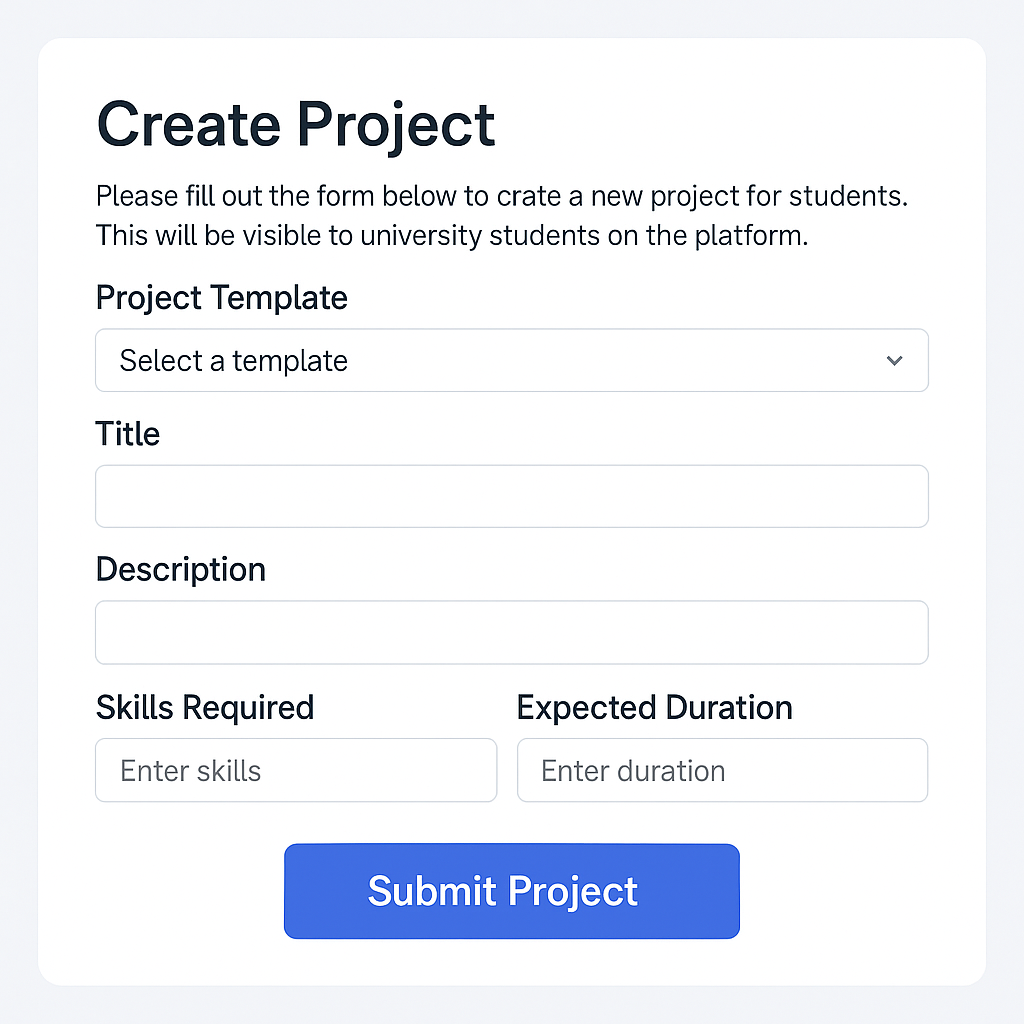 Create Project
Please fill out the form below to crate a new project for students.
This will be visible to university students on the platform.
Project Template
Select a template
Title
Description
Skills Required
Expected Duration
Enter skills
Enter duration
Submit Project